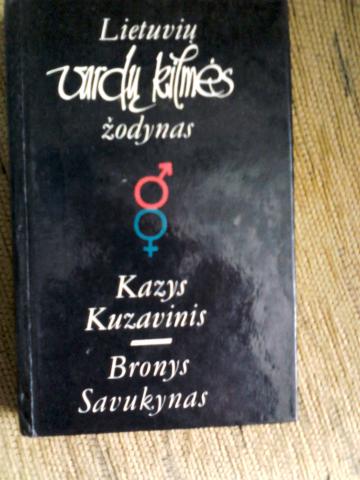 Lietuvių
vardų kilmės
žodynas
Kazys
Kuzavinis
Bronys
Savukynas